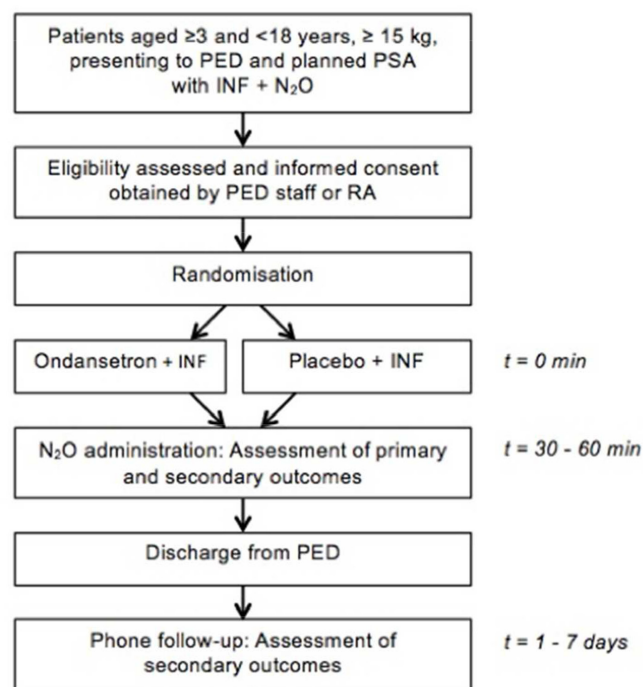 Patients aged ≥3 and <18 years, ≥ 15 kg,
presenting to PED and planned PSA
with INF + N₂O
Eligibility assessed and informed consent
obtained by PED staff or RA
Randomisation
Ondansetron + INF
Placebo + INF
t = 0 min
N₂O administration: Assessment of primary
and secondary outcomes
t = 30 - 60 min
Discharge from PED
Phone follow-up: Assessment of
secondary outcomes
t = 1 - 7 days